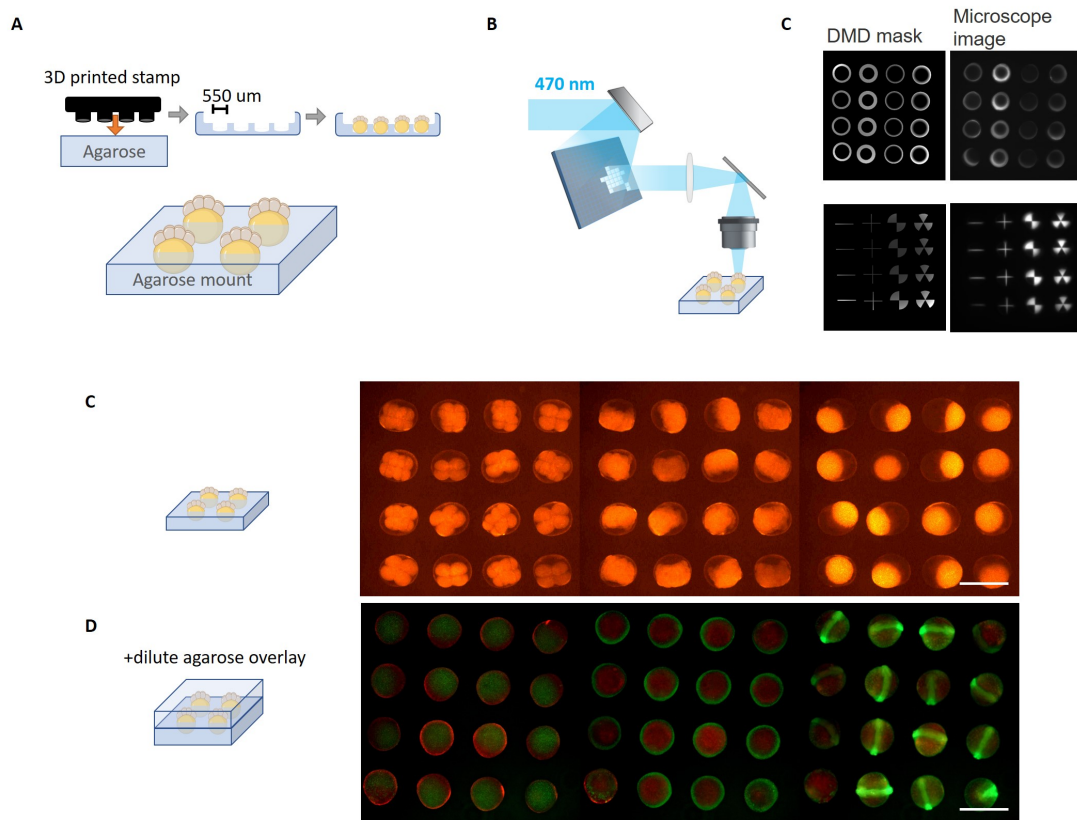 A
B
C
DMD mask
Microscope
image
3D printed stamp
550 um
470 nm
Agarose
Agarose mount
C
D
+dilute agarose overlay